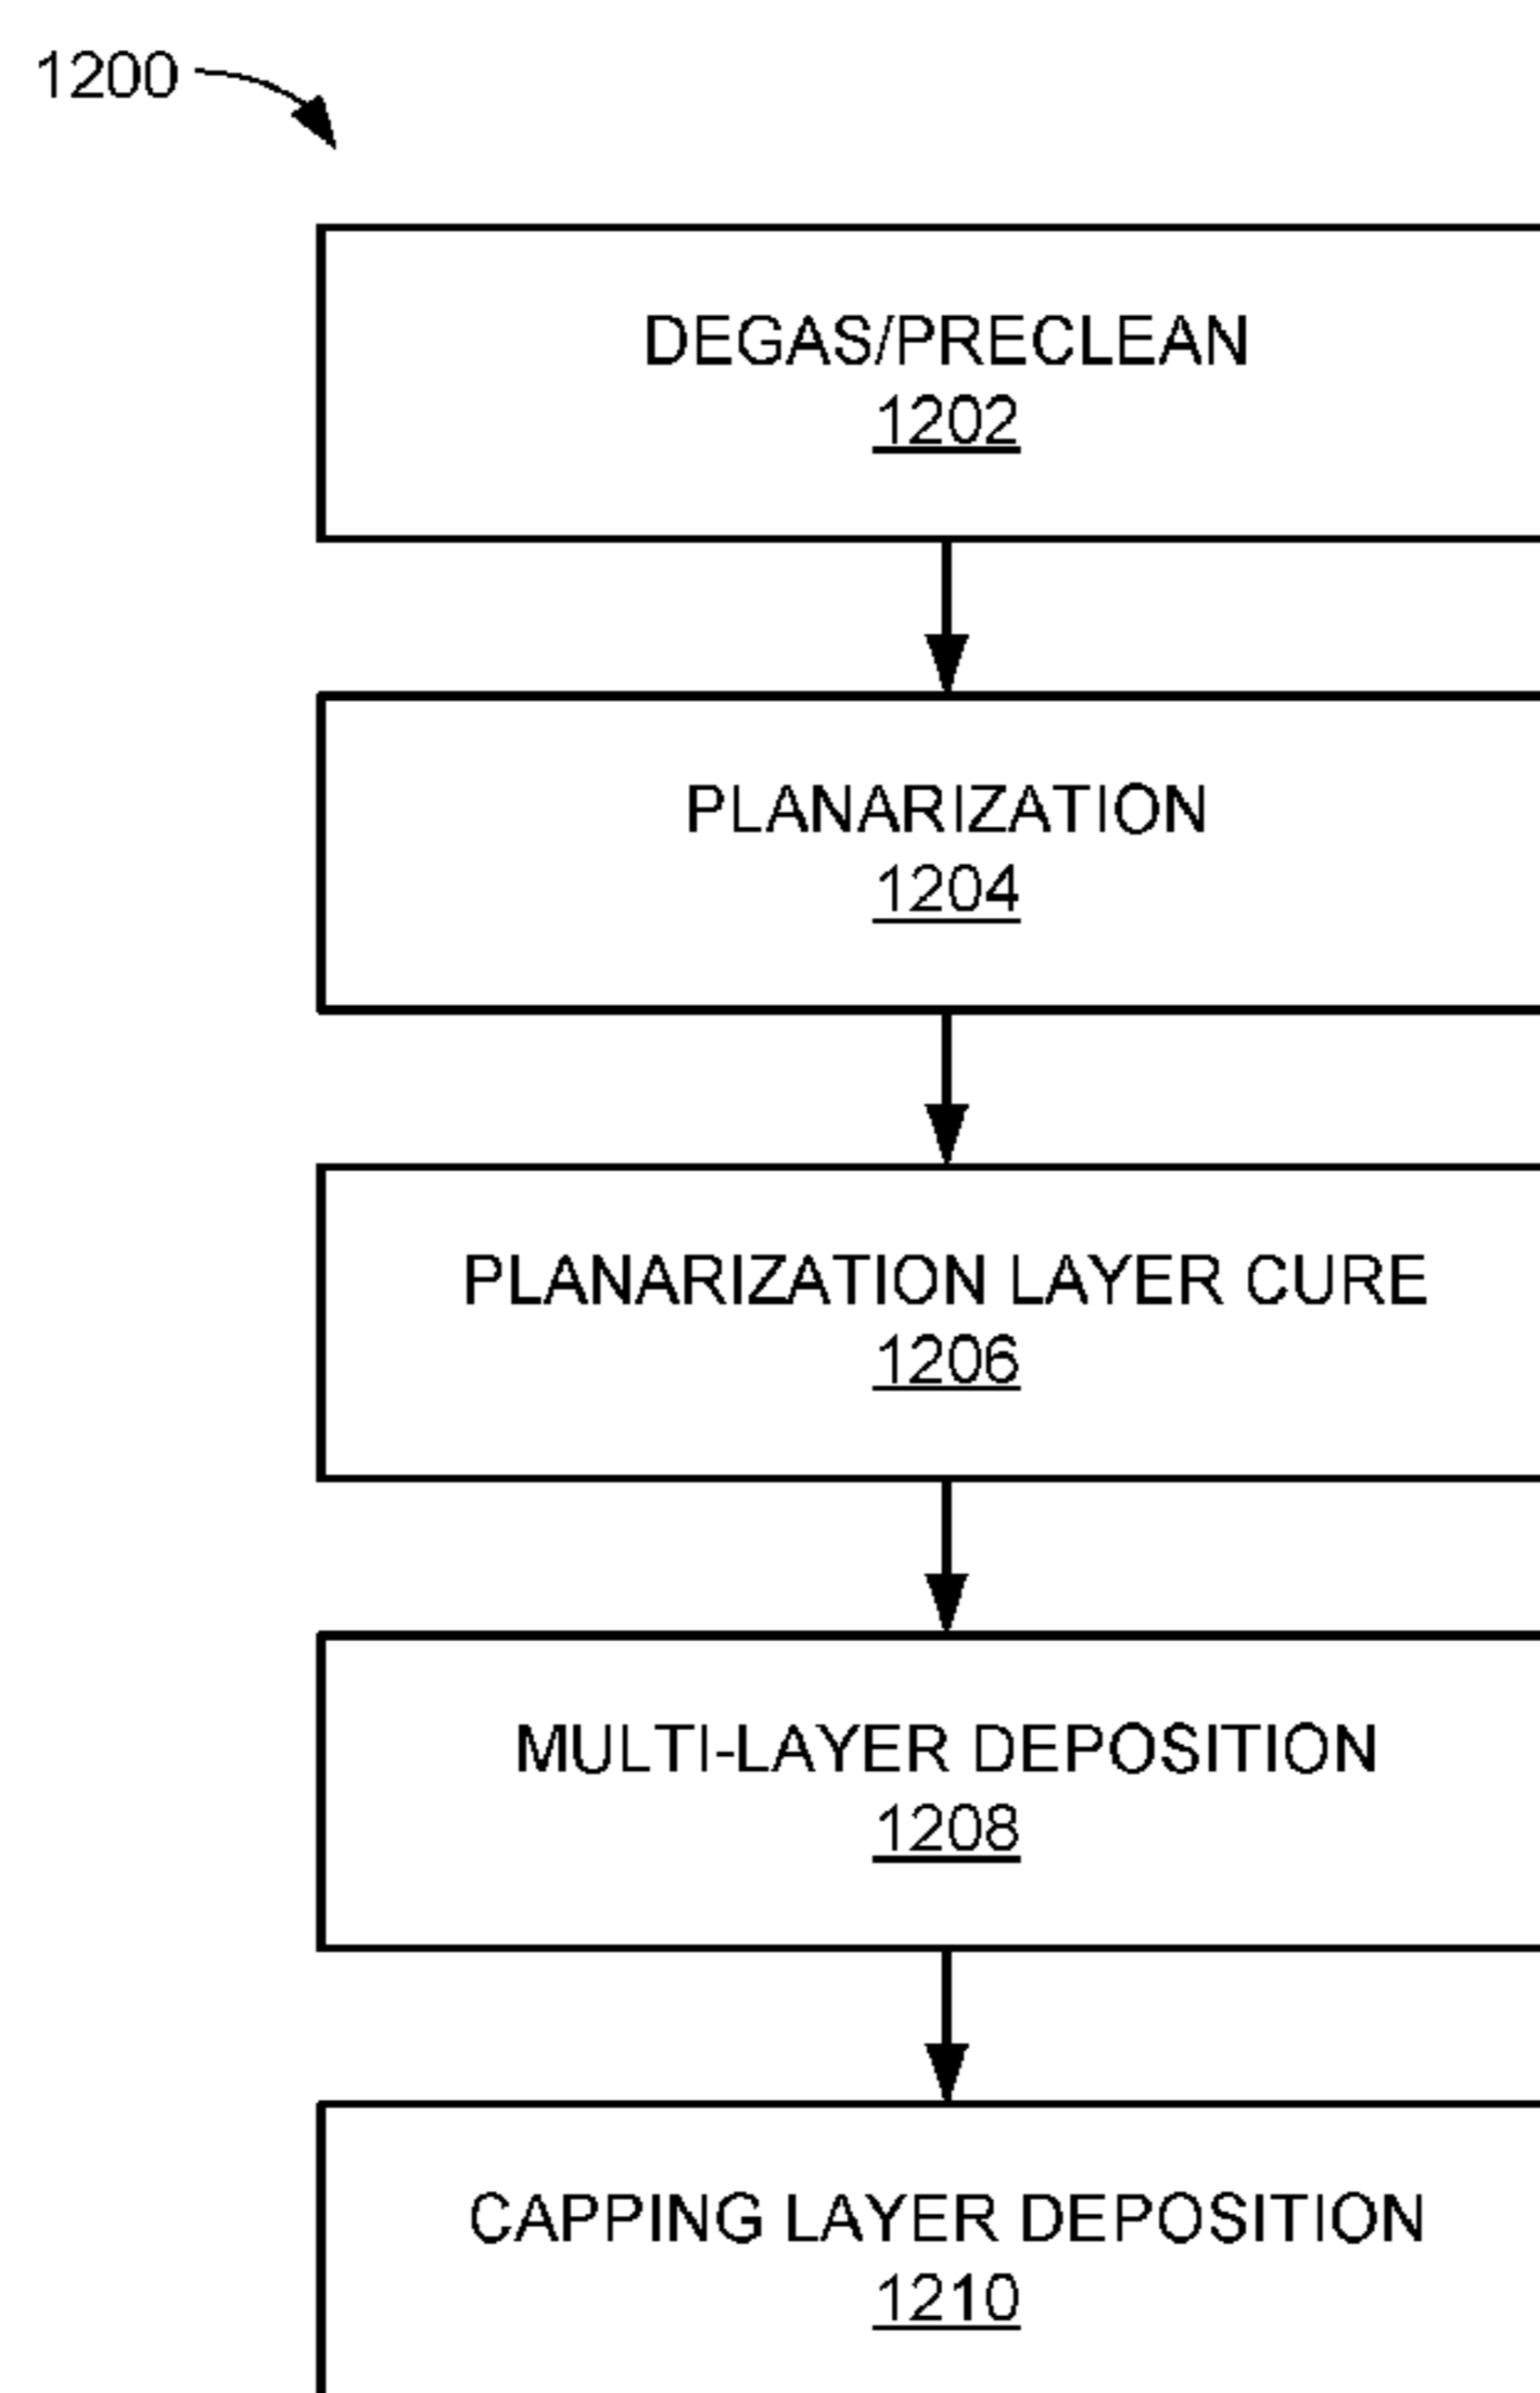 1200
DEGAS/PRECLEAN
1202
PLANARIZATION
1204
PLANARIZATION LAYER CURE
1206
MULTI-LAYER DEPOSITION
1208
CAPPING LAYER DEPOSITION
1210